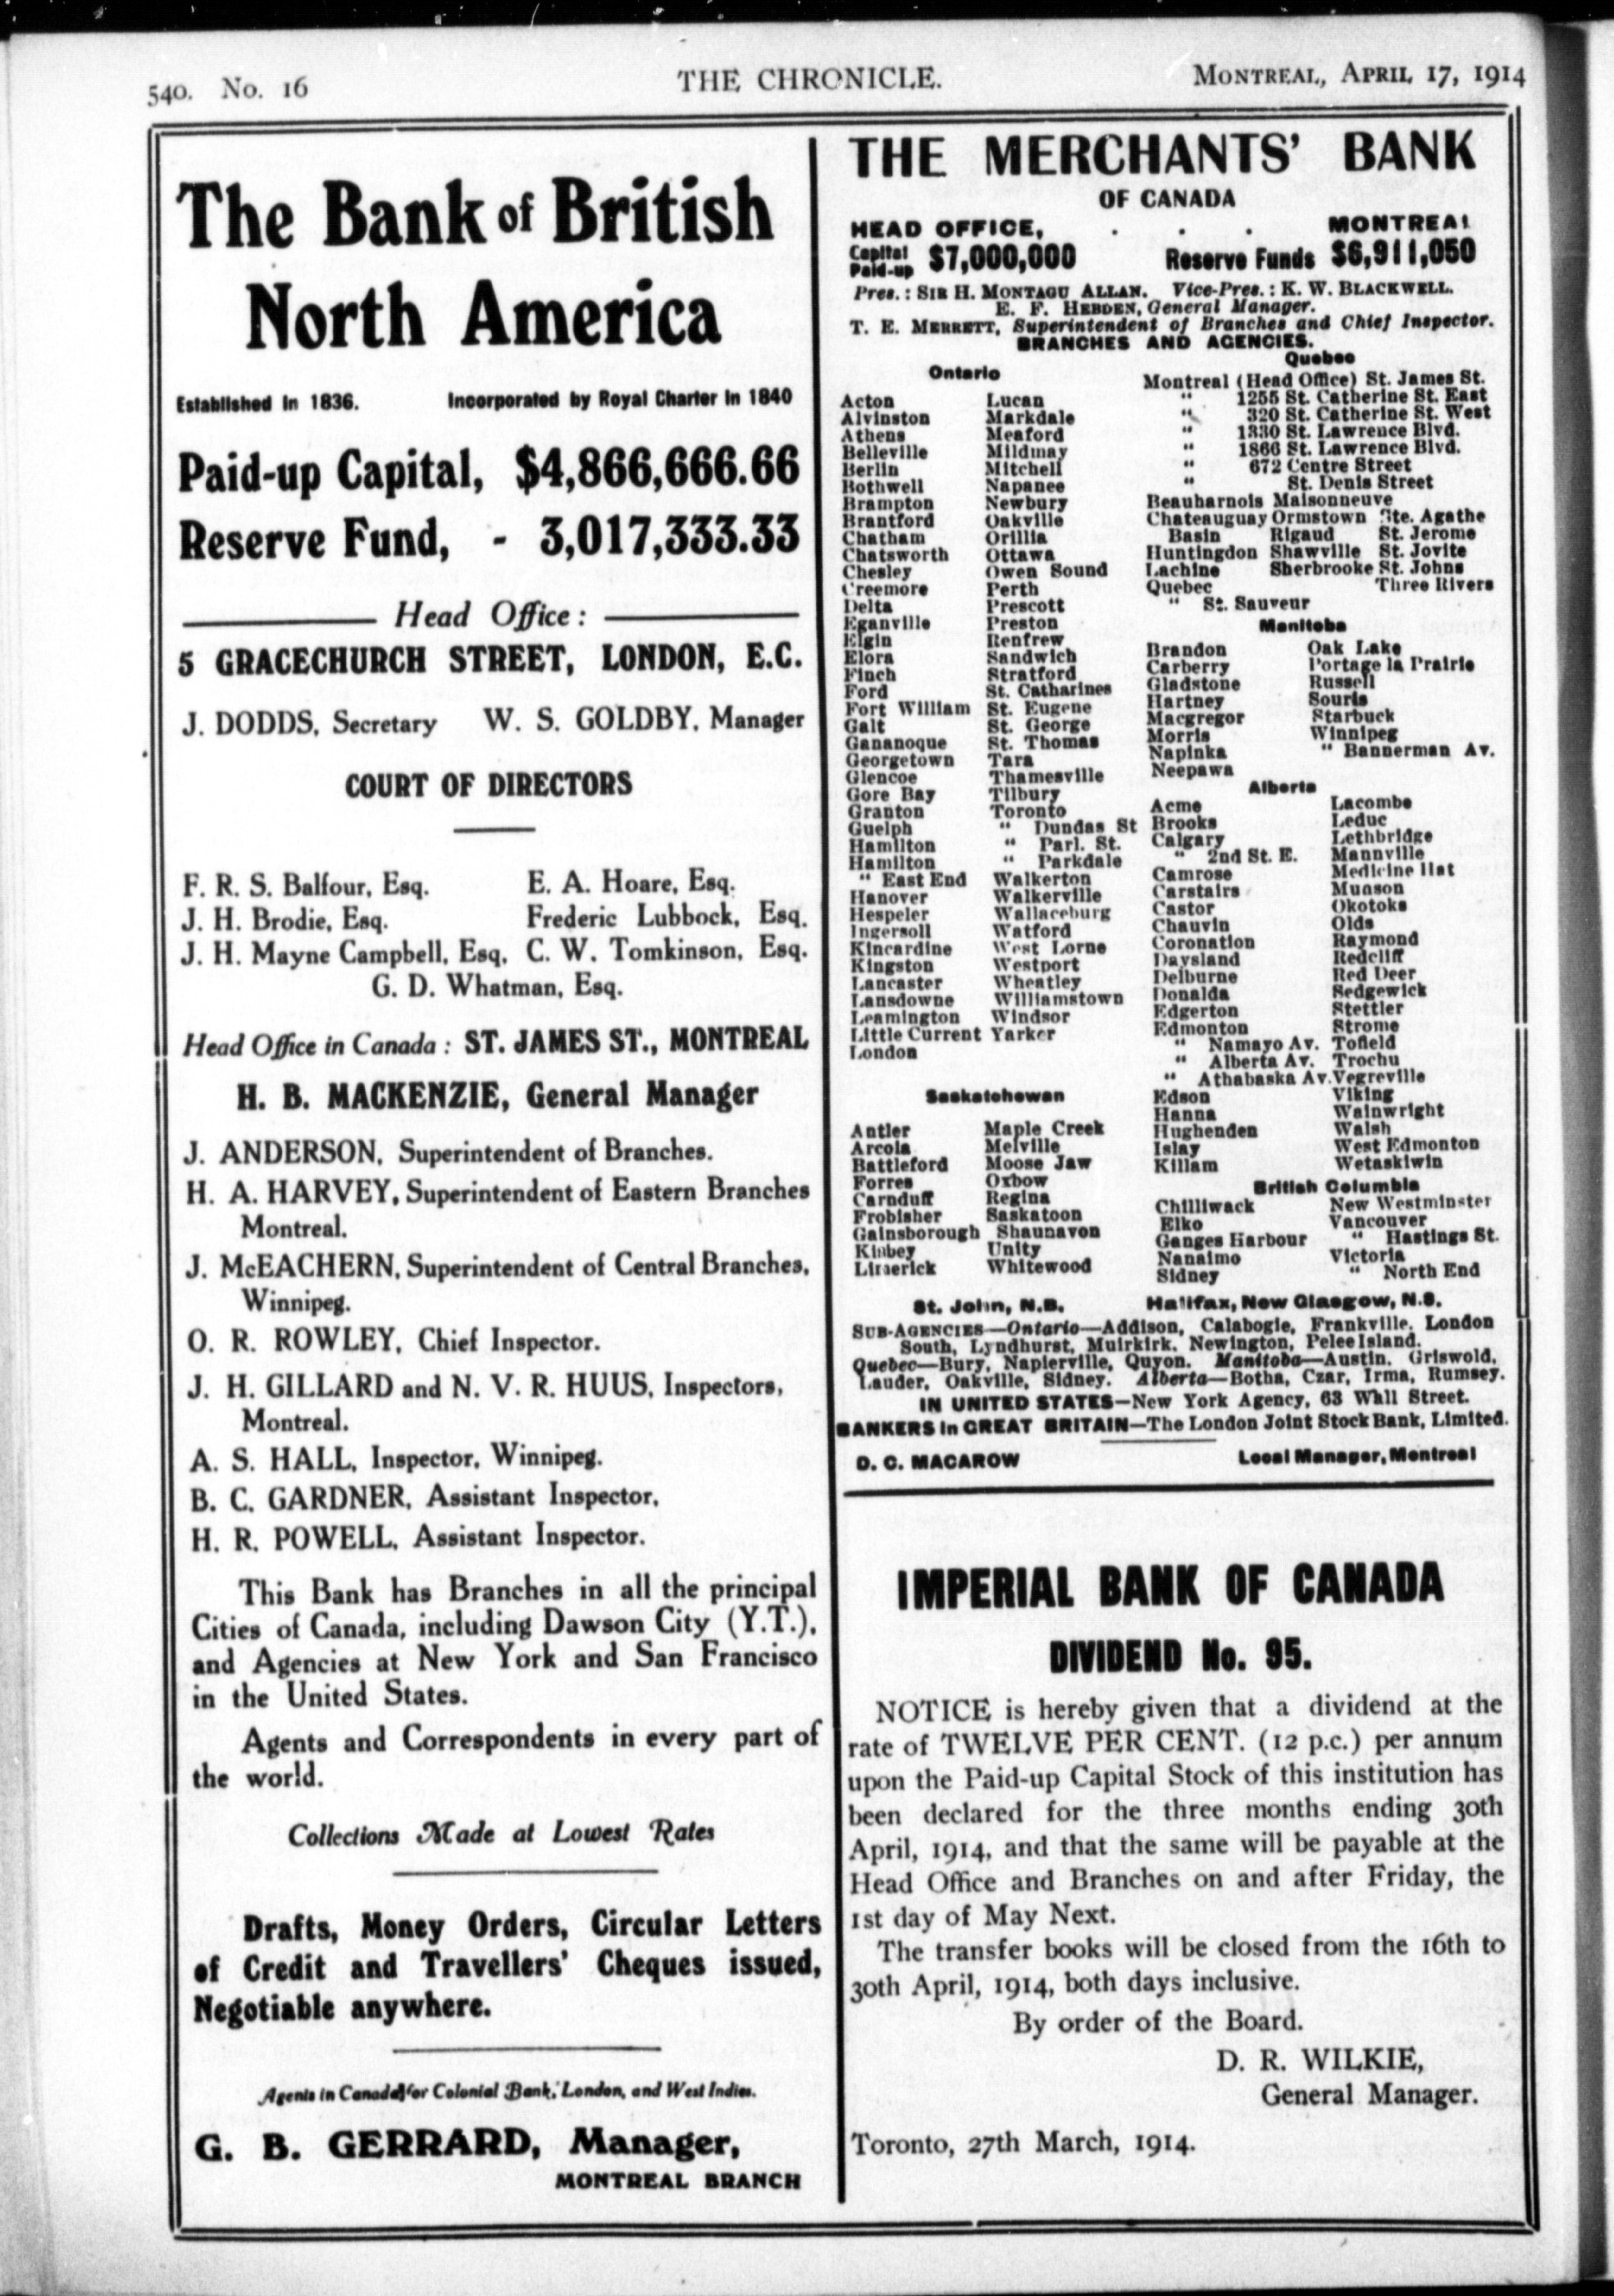 540. No. 16
THE CHRONICLE.
MONTREAL, APRIL 17, 1914
The Bank of British
North America
Established in 1836. Incorporated by Royal Charter in 1840
Paid-up Capital, $4,866,666.66
Reserve Fund, - 3,017,333.33
Head Office :
5 GRACECHURCH STREET, LONDON, E.C.
J. DODDS, Secretary W. S. GOLDBY, Manager
COURT OF DIRECTORS
F. R. S. Balfour, Esq. E. A. Hoare, Esq.
J. H. Brodie, Esq. Frederic Lubbock, Esq.
J. H. Mayne Campbell, Esq. C. W. Tomkinson, Esq.
G. D. Whatman, Esq.
Head Office in Canada : ST. JAMES ST., MONTREAL
H. B. MACKENZIE, General Manager
J. ANDERSON, Superintendent of Branches.
H. A. HARVEY, Superintendent of Eastern Branches
Montreal.
J. McEACHERN, Superintendent of Central Branches,
Winnipeg.
O. R. ROWLEY, Chief Inspector.
J. H. GILLARD and N. V. R. HUUS, Inspectors,
Montreal.
A. S. HALL, Inspector, Winnipeg.
B. C. GARDNER, Assistant Inspector,
H. R. POWELL, Assistant Inspector.
This Bank has Branches in all the principal
Cities of Canada, including Dawson City (Y.T.),
and Agencies at New York and San Francisco
in the United States.
Agents and Correspondents in every part of
the world.
Collections Made at Lowest Rates
Drafts, Money Orders, Circular Letters
of Credit and Travellers' Cheques issued,
Negotiable anywhere.
Agents in Canada for Colonial Bank, London, and West Indies.
G. B. GERRARD, Manager,
MONTREAL BRANCH
THE MERCHANTS' BANK
OF CANADA
HEAD OFFICE, . . . MONTREAL
Capital Paid-up $7,000,000 Reserve Funds $6,911,050
Pres. : SIR H. MONTAGU ALLAN. Vice-Pres. : K. W. BLACKWELL.
E. F. HEBDEN, General Manager.
T. E. MERRETT, Superintendent of Branches and Chief Inspector.
BRANCHES AND AGENCIES.
Ontario
Acton Lucan
Alvinston Markdale
Athens Meaford
Belleville Mildmay
Berlin Mitchell
Bothwell Napanee
Brampton Newbury
Brantford Oakville
Chatham Orillia
Chatsworth Ottawa
Chesley Owen Sound
Creemore Perth
Delta Prescott
Eganville Preston
Elgin Renfrew
Elora Sandwich
Finch Stratford
Ford St. Catharines
Fort William St. Eugene
Galt St. George
Gananoque St. Thomas
Georgetown Tara
Glencoe Thamesville
Gore Bay Tilbury
Granton Toronto
Guelph " Dundas St
Hamilton " Parl. St.
Hamilton " Parkdale
" East End Walkerton
Hanover Walkerville
Hespeler Wallaceburg
Ingersoll Watford
Kincardine West Lorne
Kingston Westport
Lancaster Wheatley
Lansdowne Williamstown
Leamington Windsor
Little Current Yarker
London
Saskatchewan
Antler Maple Creek
Arcola Melville
Battleford Moose Jaw
Forres Oxbow
Carnduff Regina
Frobisher Saskatoon
Gainsborough Shaunavon
Kisbey Unity
Limerick Whitewood
Quebec
Montreal (Head Office) St. James St.
" 1255 St. Catherine St. East
" 320 St. Catherine St. West
" 1330 St. Lawrence Blvd.
" 1866 St. Lawrence Blvd.
" 672 Centre Street
" St. Denis Street
Beauharnois Maisonneuve
Chateauguay Ormstown Ste. Agathe
Basin Rigaud St. Jerome
Huntingdon Shawville St. Jovite
Lachine Sherbrooke St. Johns
Quebec Three Rivers
" St. Sauveur
Manitoba
Brandon Oak Lake
Carberry Portage la Prairie
Gladstone Russell
Hartney Souris
Macgregor Starbuck
Morris Winnipeg
Napinka " Bannerman Av.
Neepawa
Alberta
Acme Lacombe
Brooks Leduc
Calgary Lethbridge
" 2nd St. E. Mannville
Camrose Medicine Hat
Carstairs Munson
Castor Okotoks
Chauvin Olds
Coronation Raymond
Daysland Redcliff
Delburne Red Deer
Donalda Sedgewick
Edgerton Stettler
Edmonton Strome
" Namayo Av. Tofield
" Alberta Av. Trochu
" Athabaska Av. Vegreville
Edson Viking
Hanna Wainwright
Hughenden Walsh
Islay West Edmonton
Killam Wetaskiwin
British Columbia
Chilliwack New Westminster
Elko Vancouver
Ganges Harbour " Hastings St.
Nanaimo Victoria
Sidney " North End
St. John, N.B. Halifax, New Glasgow, N.S.
SUB-AGENCIES—Ontario—Addison, Calabogie, Frankville, London
South, Lyndhurst, Muirkirk, Newington, Pelee Island.
Quebec—Bury, Napierville, Quyon. Manitoba—Austin, Griswold,
Lauder, Oakville, Sidney. Alberta—Botha, Czar, Irma, Rumsey.
IN UNITED STATES—New York Agency, 63 Wall Street.
BANKERS in GREAT BRITAIN—The London Joint Stock Bank, Limited.
D. C. MACAROW Local Manager, Montreal
IMPERIAL BANK OF CANADA
DIVIDEND No. 95.
NOTICE is hereby given that a dividend at the
rate of TWELVE PER CENT. (12 p.c.) per annum
upon the Paid-up Capital Stock of this institution has
been declared for the three months ending 30th
April, 1914, and that the same will be payable at the
Head Office and Branches on and after Friday, the
1st day of May Next.
The transfer books will be closed from the 16th to
30th April, 1914, both days inclusive.
By order of the Board.
D. R. WILKIE,
General Manager.
Toronto, 27th March, 1914.